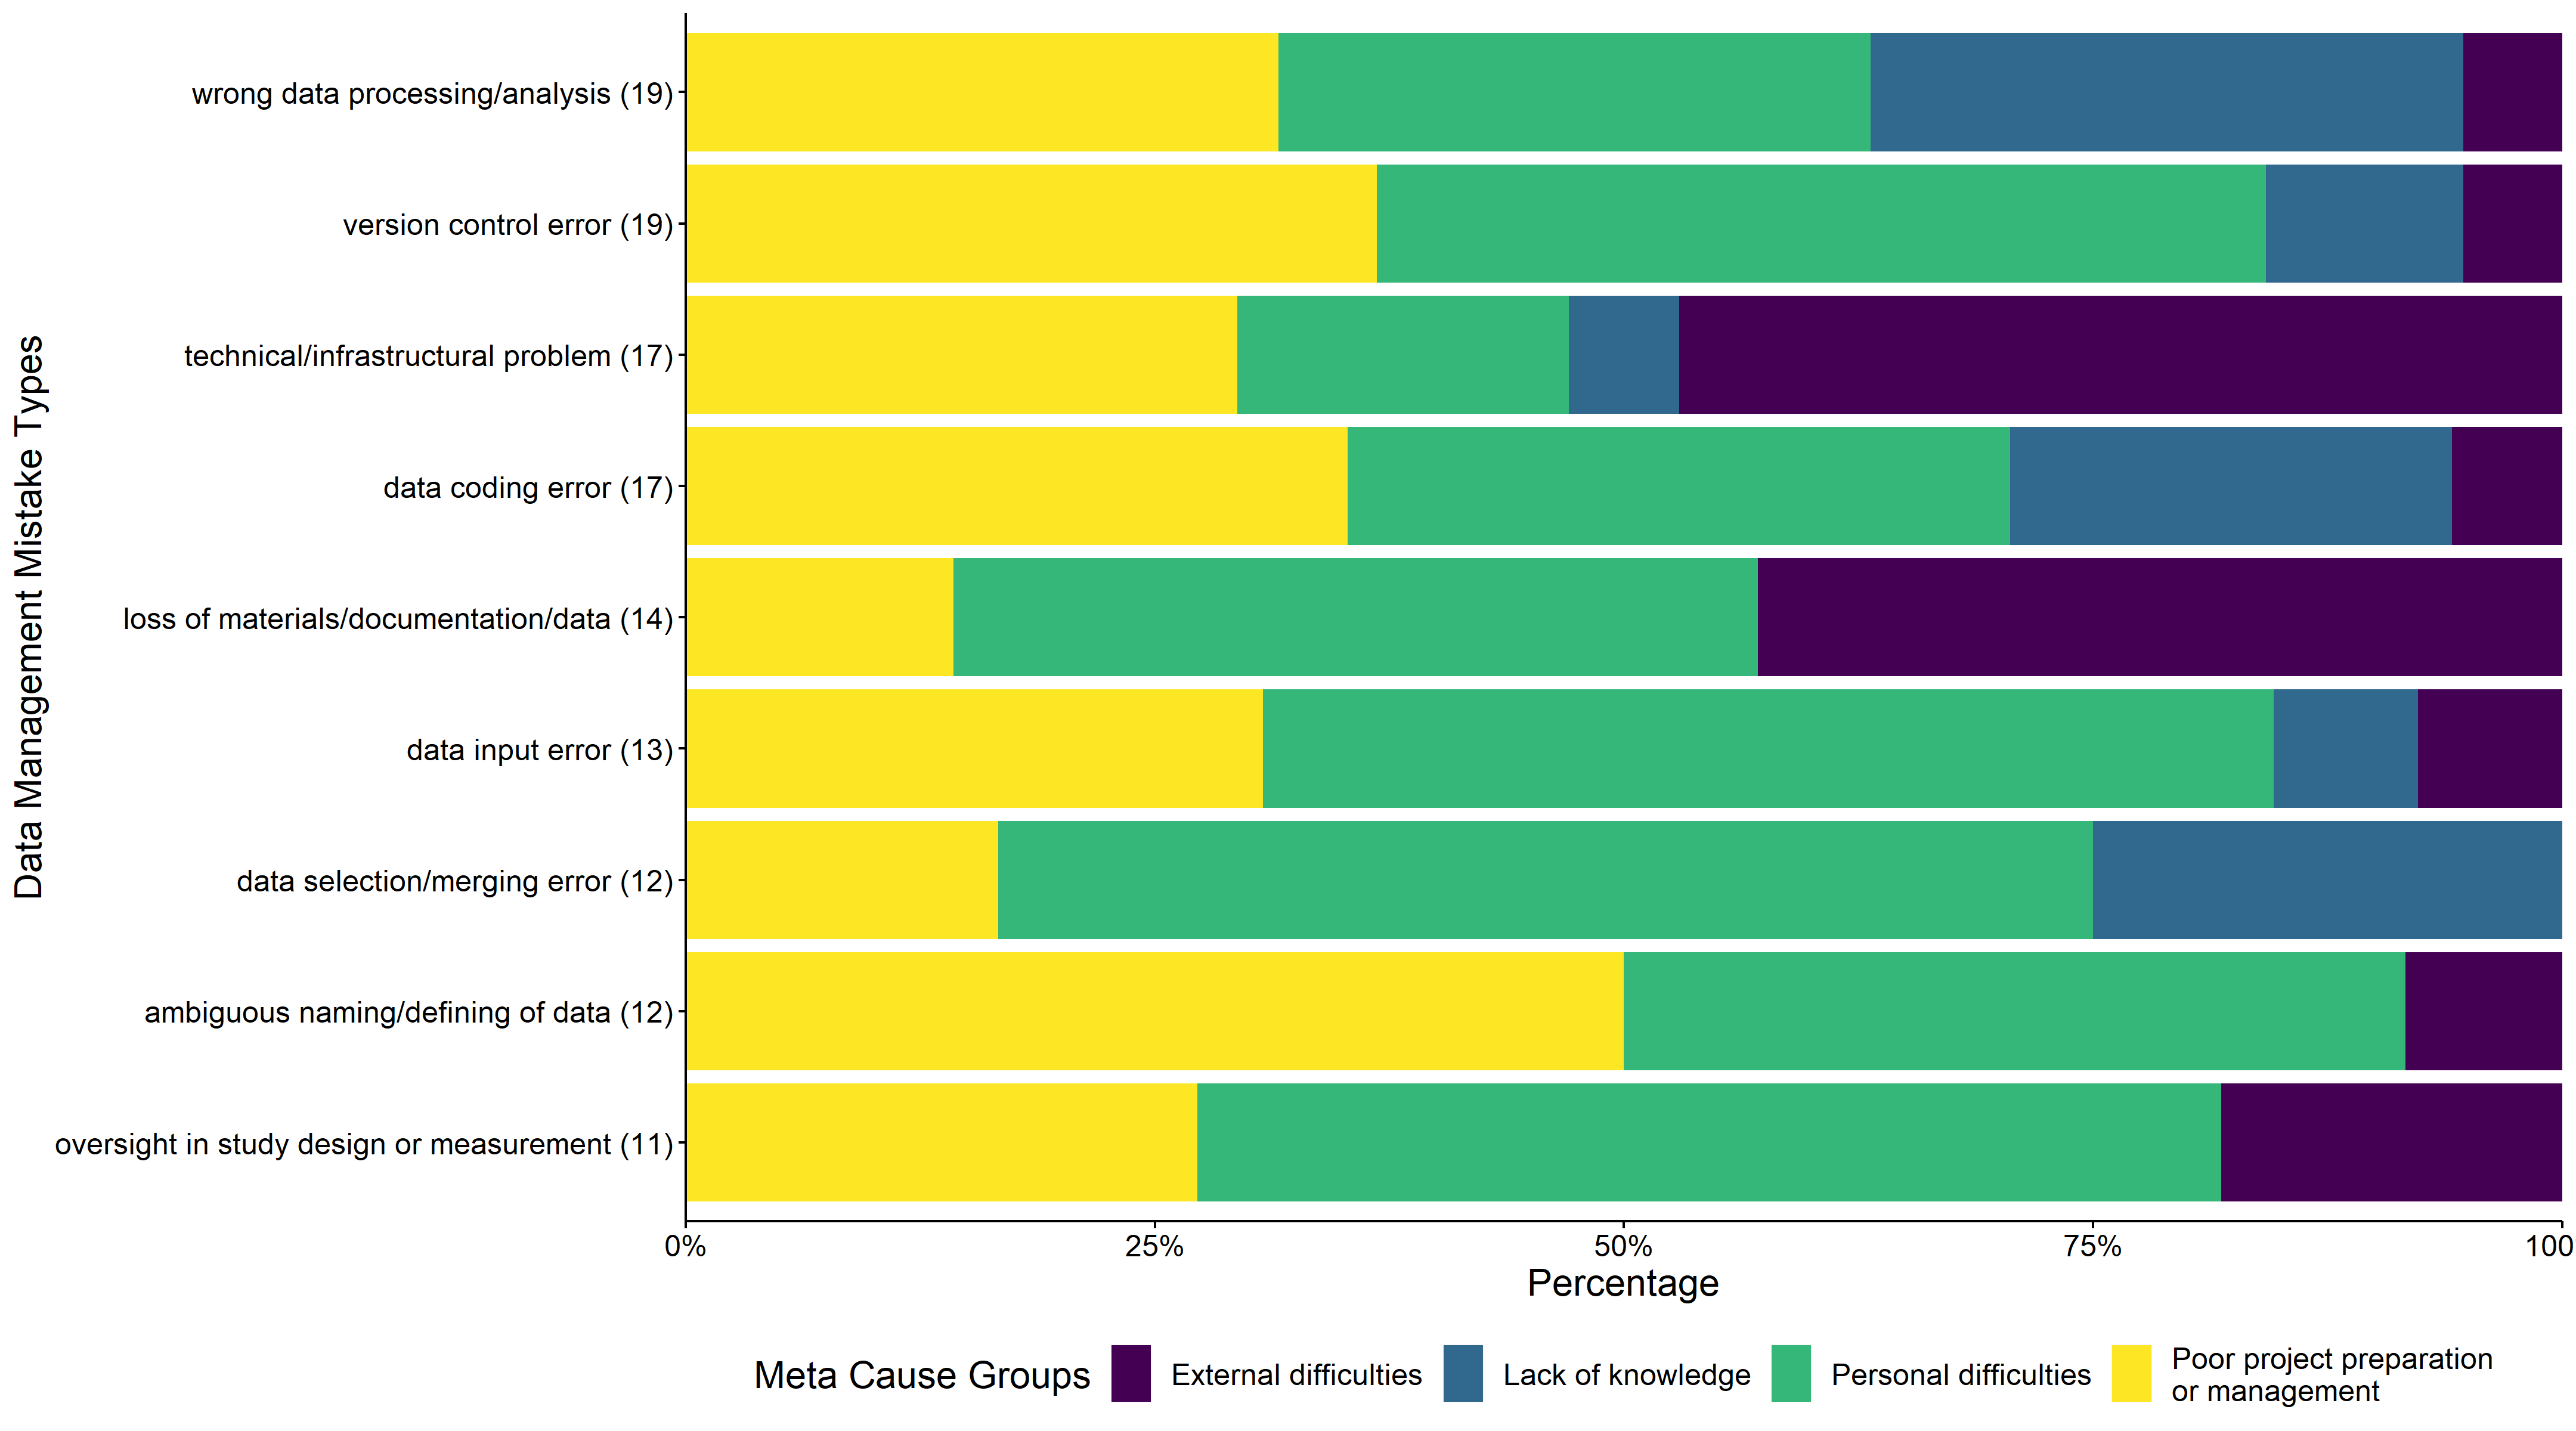 Data Management Mistake Types
wrong data processing/analysis (19)
version control error (19)
technical/infrastructural problem (17)
data coding error (17)
loss of materials/documentation/data (14)
data input error (13)
data selection/merging error (12)
ambiguous naming/defining of data (12)
oversight in study design or measurement (11)
0% 25% 50% 75% 100
Percentage
Meta Cause Groups External difficulties Lack of knowledge Personal difficulties Poor project preparation
or management